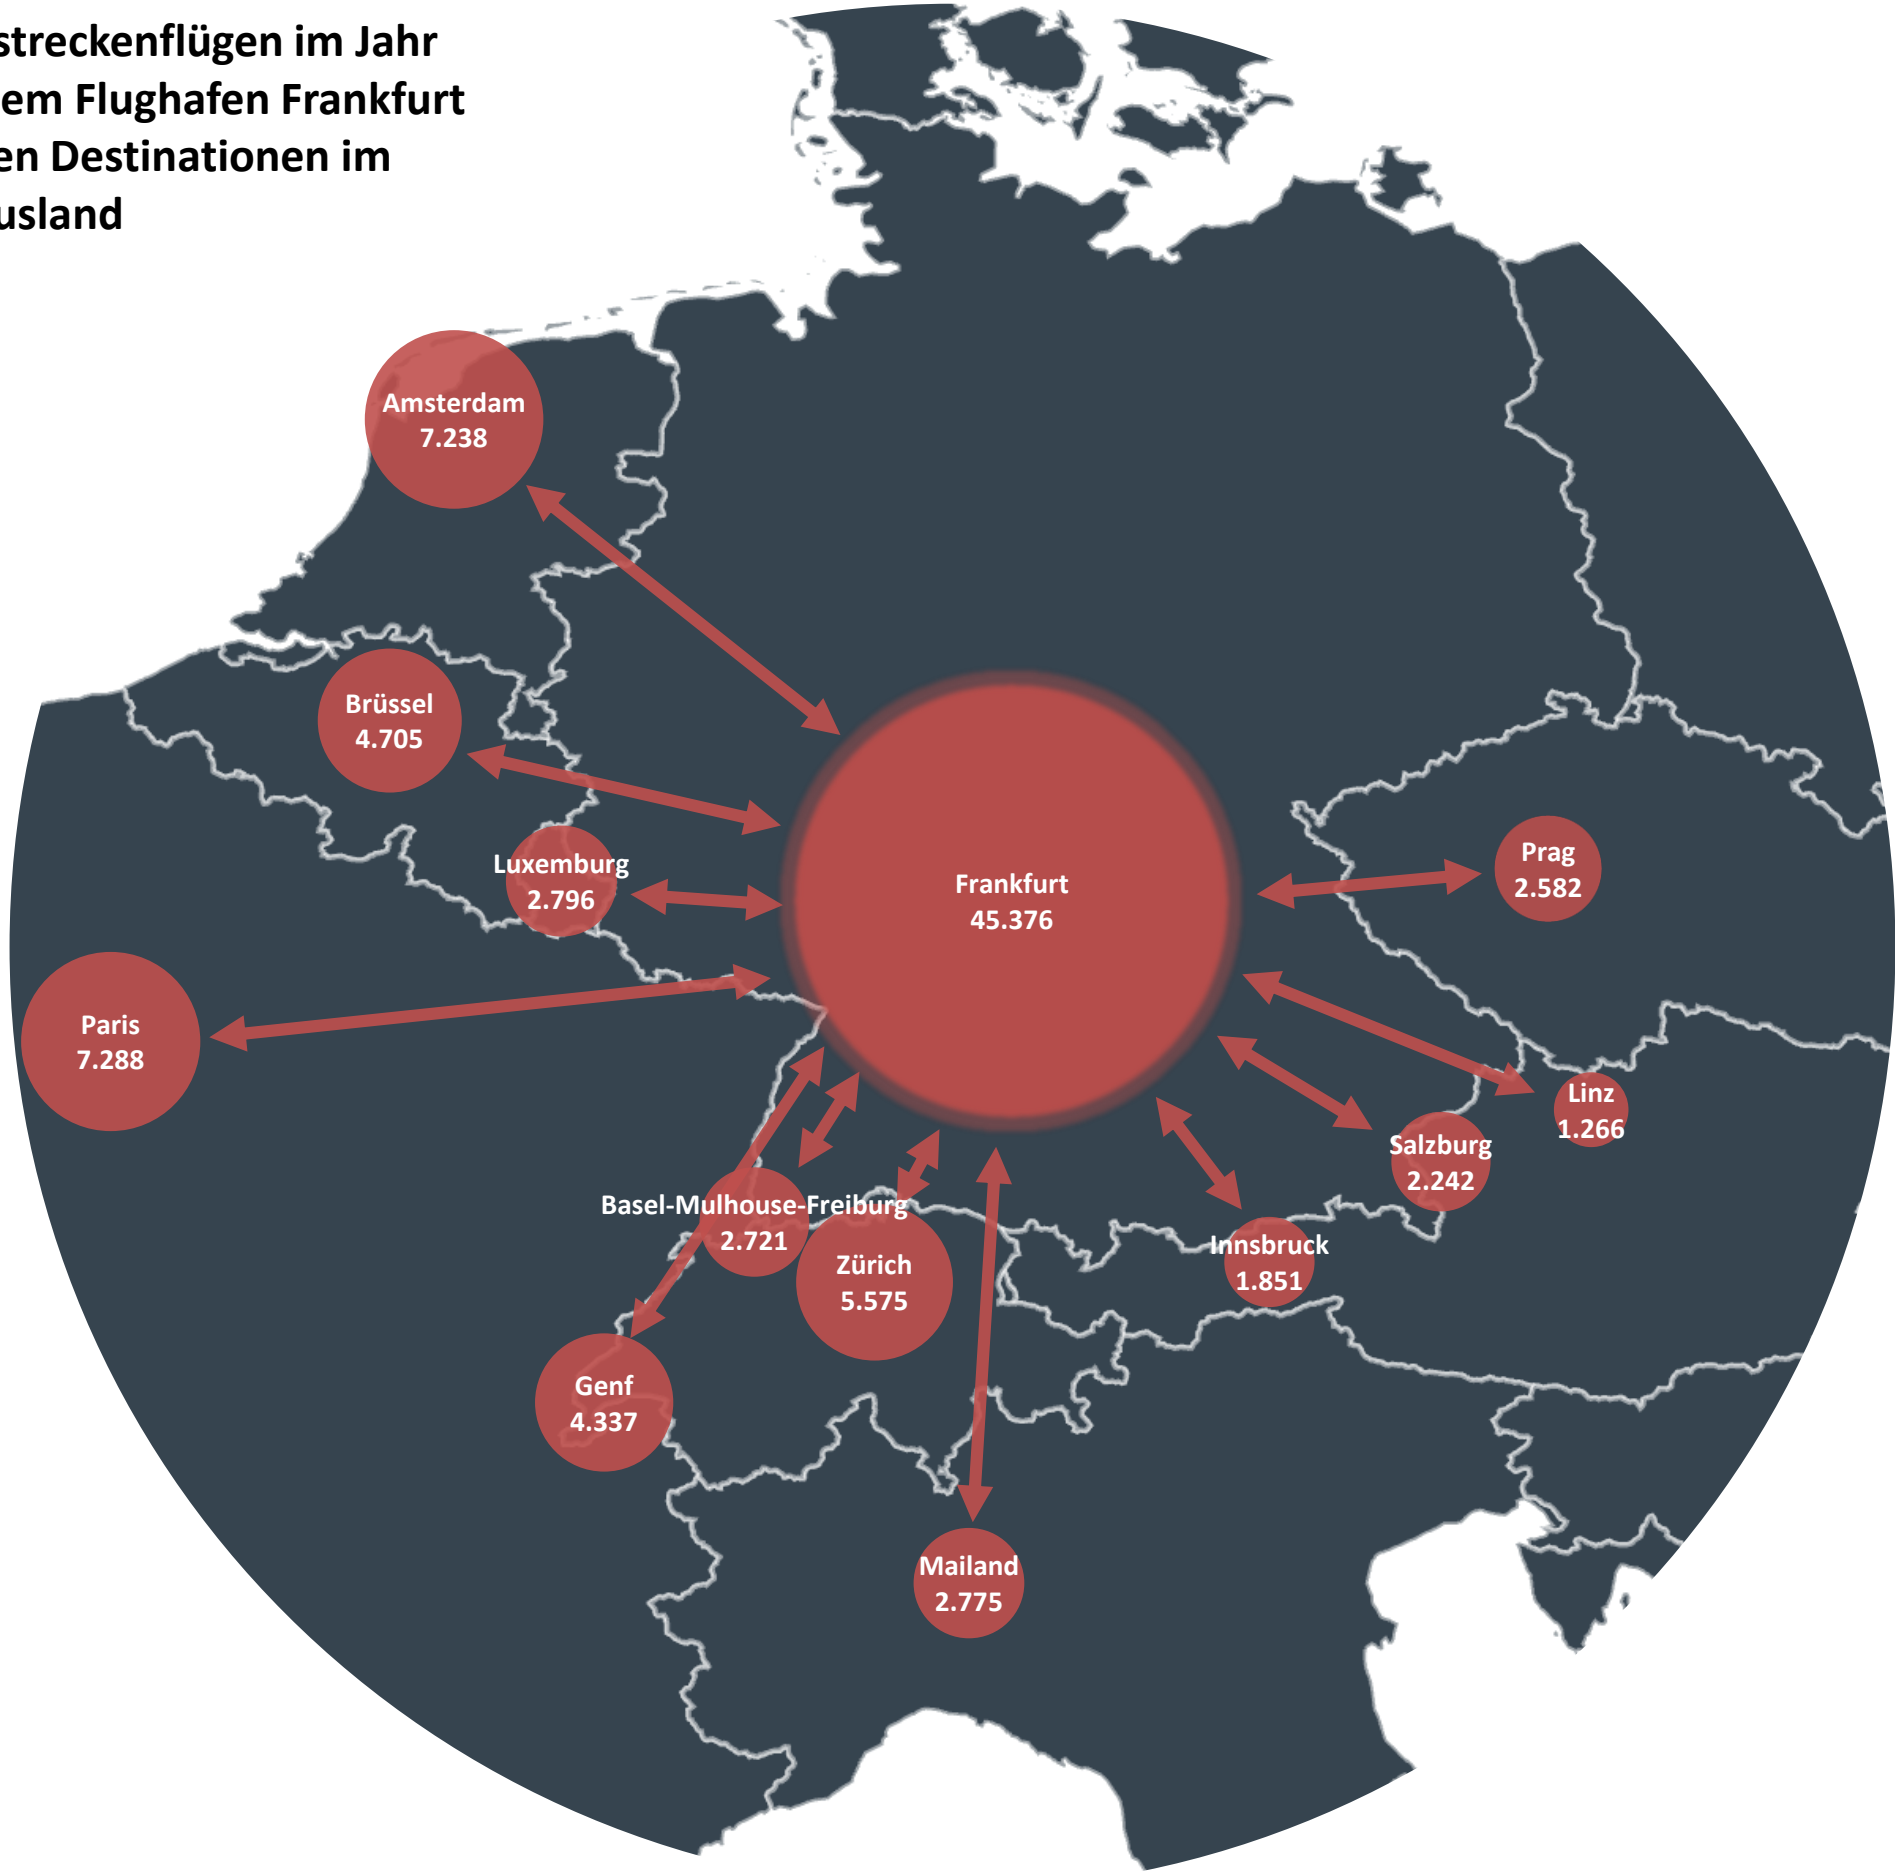 streckenflügen im Jahr
em Flughafen Frankfurt
en Destinationen im
usland
Amsterdam
7.238
Brüssel
4.705
Luxemburg
2.796
Frankfurt
45.376
Prag
2.582
Paris
7.288
Linz
1.266
Salzburg
2.242
Basel-Mulhouse-Freiburg
2.721
Zürich
5.575
Innsbruck
1.851
Genf
4.337
Mailand
2.775